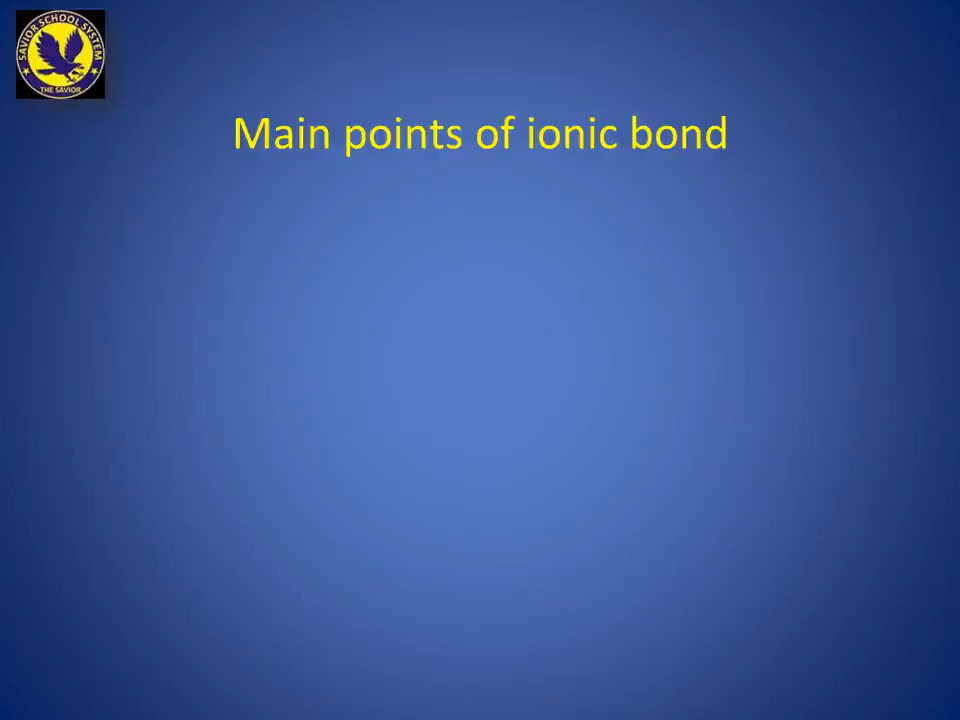 SAVIOR SCHOOL SYSTEM
THE SAVIOR
Main points of ionic bond